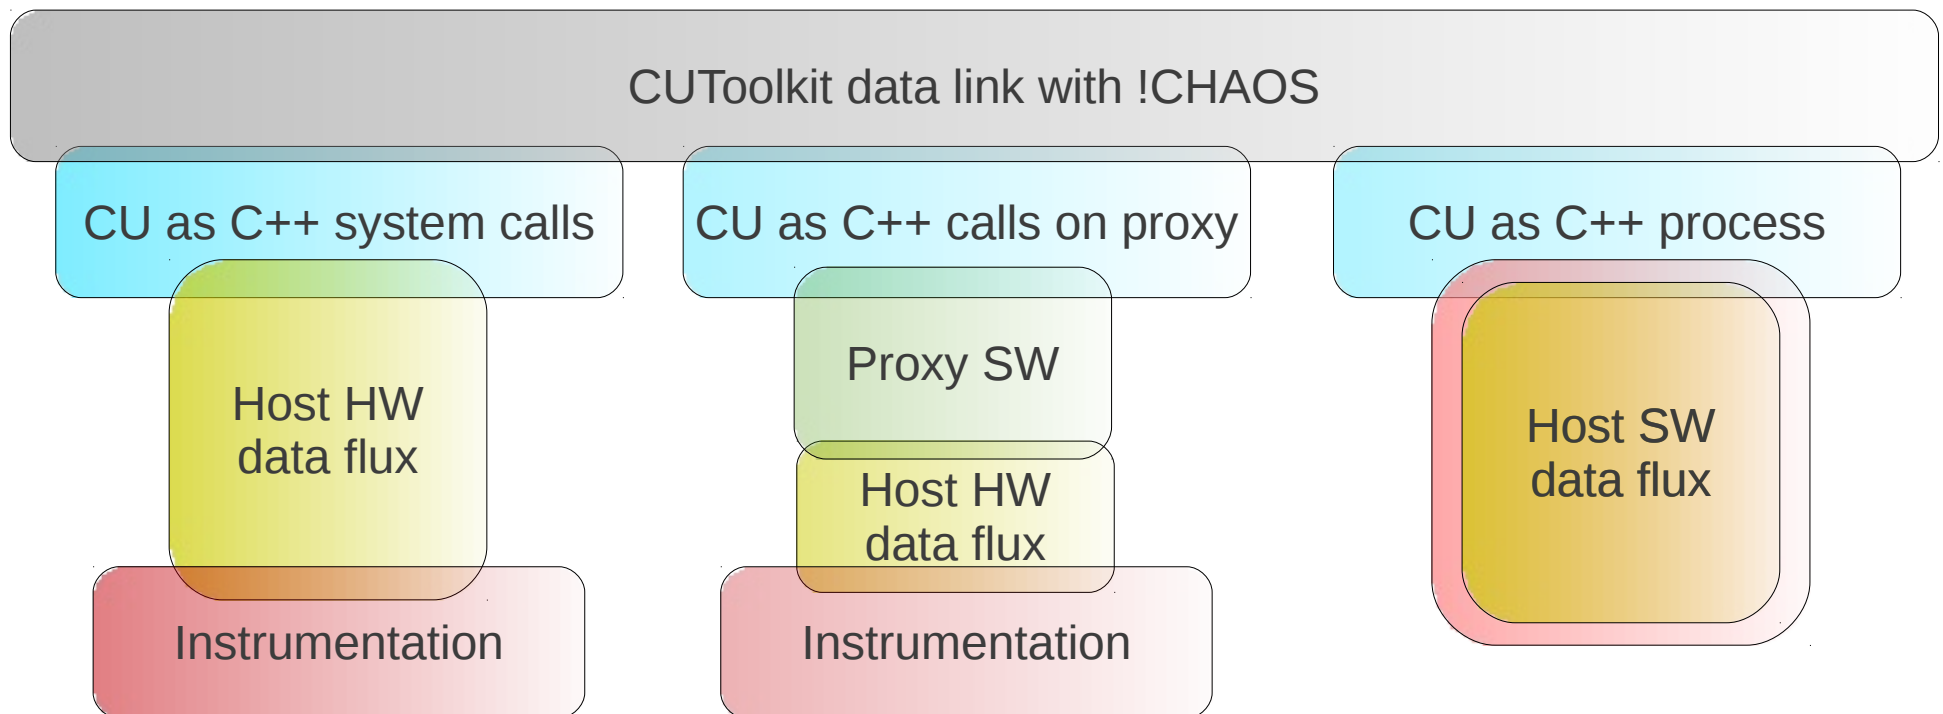 CUToolkit data link with !CHAOS
CU as C++ system calls
CU as C++ calls on proxy
CU as C++ process
Host HW
data flux
Proxy SW
Host HW
data flux
Host SW
data flux
Instrumentation
Instrumentation